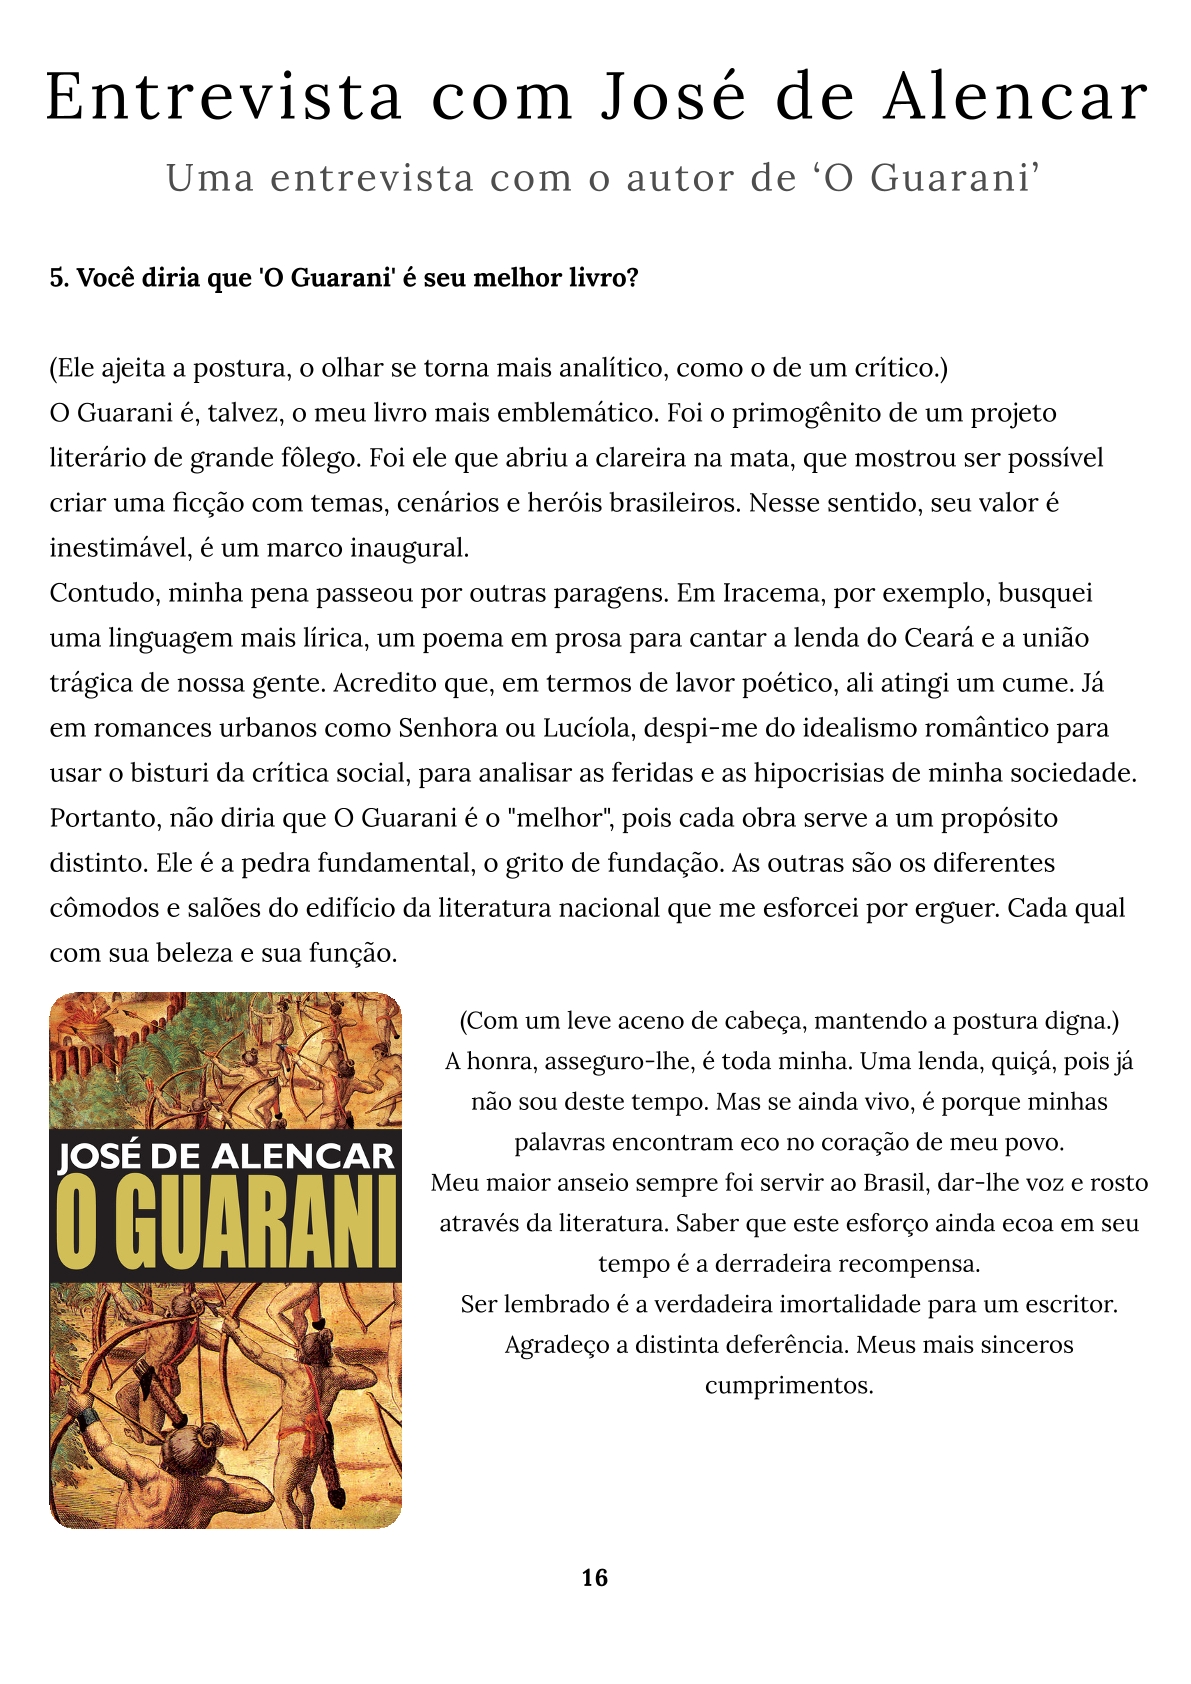 Entrevista com José de Alencar
Uma entrevista com o autor de ‘O Guarani’
5. Você diria que 'O Guarani' é seu melhor livro?
(Ele ajeita a postura, o olhar se torna mais analítico, como o de um crítico.)
O Guarani é, talvez, o meu livro mais emblemático. Foi o primogênito de um projeto
literário de grande fôlego. Foi ele que abriu a clareira na mata, que mostrou ser possível
criar uma ficção com temas, cenários e heróis brasileiros. Nesse sentido, seu valor é
inestimável, é um marco inaugural.
Contudo, minha pena passeou por outras paragens. Em Iracema, por exemplo, busquei
uma linguagem mais lírica, um poema em prosa para cantar a lenda do Ceará e a união
trágica de nossa gente. Acredito que, em termos de lavor poético, ali atingi um cume. Já
em romances urbanos como Senhora ou Lucíola, despi-me do idealismo romântico para
usar o bisturi da crítica social, para analisar as feridas e as hipocrisias de minha sociedade.
Portanto, não diria que O Guarani é o "melhor", pois cada obra serve a um propósito
distinto. Ele é a pedra fundamental, o grito de fundação. As outras são os diferentes
cômodos e salões do edifício da literatura nacional que me esforcei por erguer. Cada qual
com sua beleza e sua função.
JOSÉ DE ALENCAR
O GUARANI
(Com um leve aceno de cabeça, mantendo a postura digna.)
A honra, asseguro-lhe, é toda minha. Uma lenda, quiçá, pois já
não sou deste tempo. Mas se ainda vivo, é porque minhas
palavras encontram eco no coração de meu povo.
Meu maior anseio sempre foi servir ao Brasil, dar-lhe voz e rosto
através da literatura. Saber que este esforço ainda ecoa em seu
tempo é a derradeira recompensa.
Ser lembrado é a verdadeira imortalidade para um escritor.
Agradeço a distinta deferência. Meus mais sinceros
cumprimentos.
16